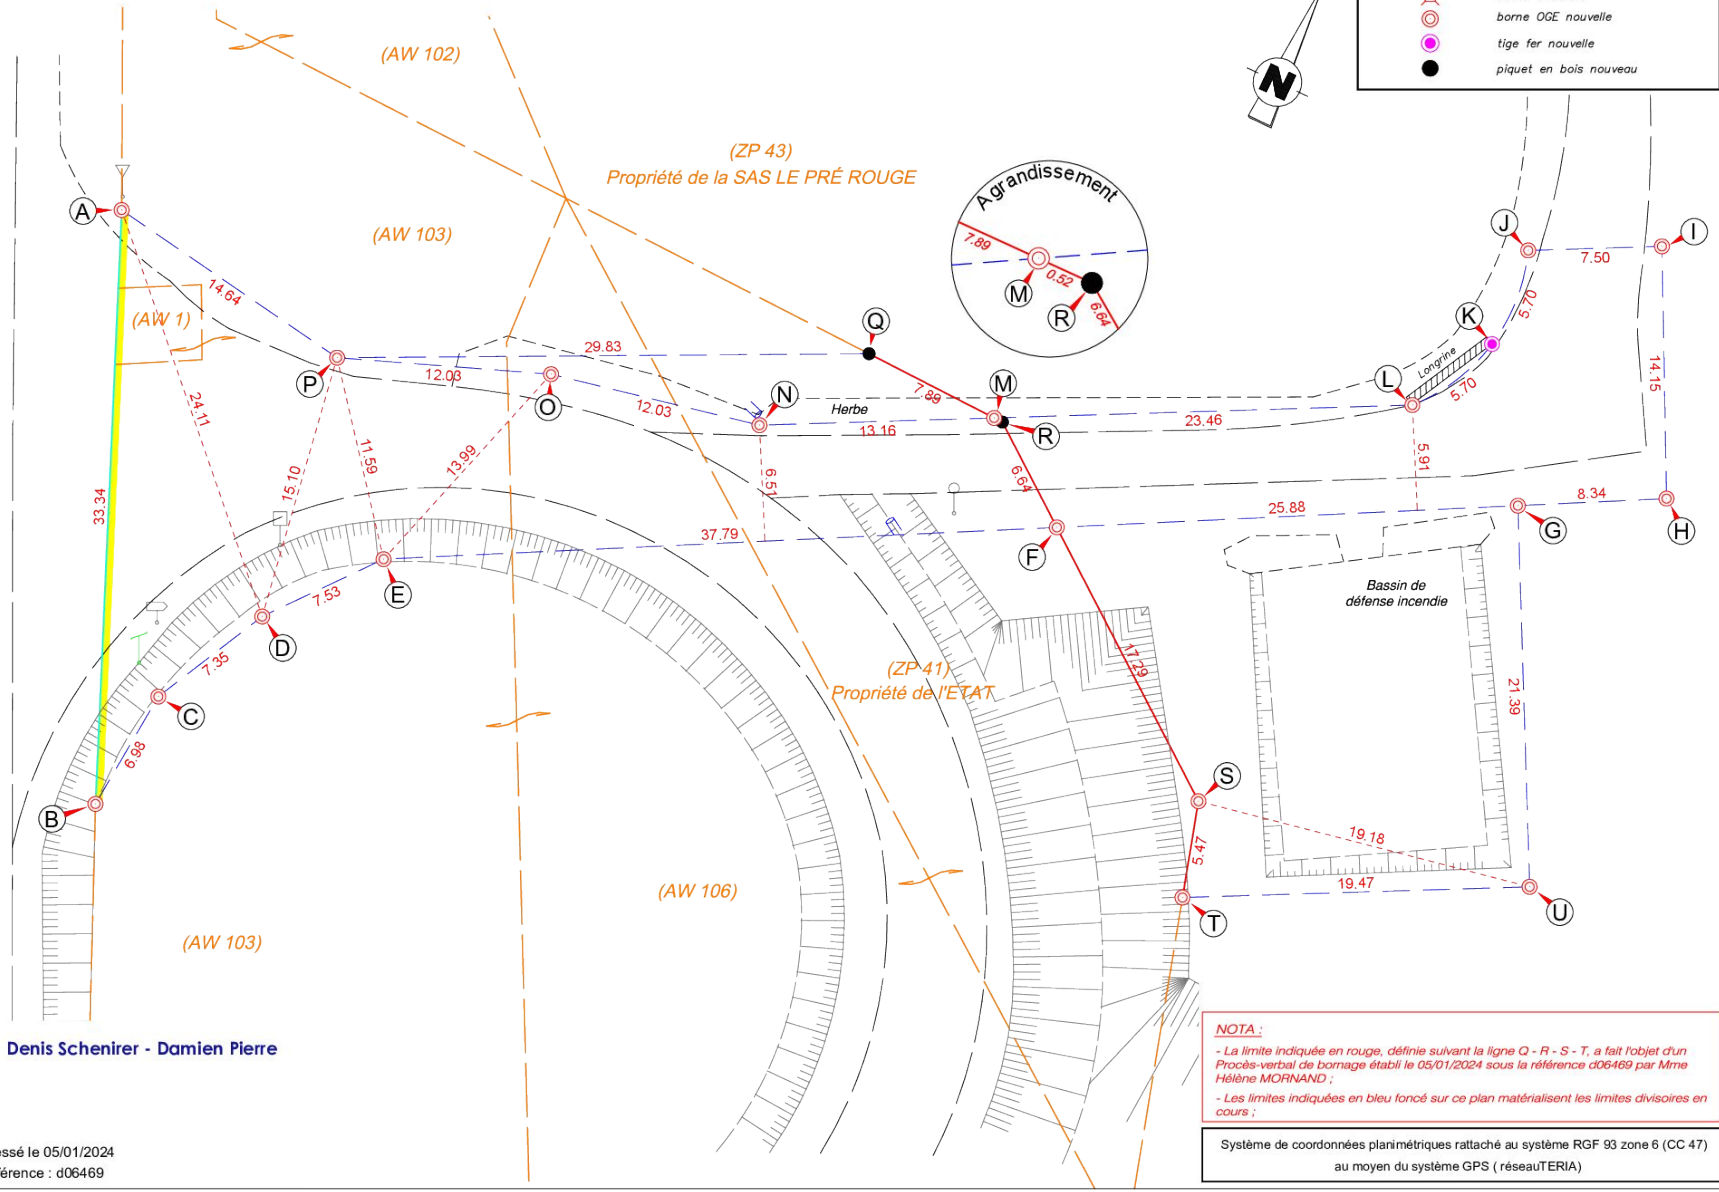 borne OGE nouvelle
tige fer nouvelle
piquet en bois nouveau
N
(AW 102)
(ZP 43)
Propriété de la SAS LE PRÉ ROUGE
Agrandissement
7.89
0.52
6.64
M
R
A
(AW 103)
J
I
7.50
14.64
(AW 1)
5.70
K
Q
29.83
P
12.03
O
12.03
N
Herbe
7.89
M
R
13.16
23.46
L
Longrine
5.70
14.15
24.11
15.10
11.59
13.99
6.51
6.64
5.91
33.34
37.79
F
25.88
G
8.34
H
Bassin de
défense incendie
7.53
E
D
7.35
C
6.98
B
(ZP 41)
Propriété de l'ETAT
17.29
21.39
S
19.18
5.47
19.47
T
U
(AW 106)
(AW 103)
Denis Schenirer - Damien Pierre
NOTA :
- La limite indiquée en rouge, définie suivant la ligne Q - R - S - T, a fait l'objet d'un
Procès-verbal de bornage établi le 05/01/2024 sous la référence d06469 par Mme
Hélène MORNAND ;
- Les limites indiquées en bleu foncé sur ce plan matérialisent les limites divisoires en
cours ;
Système de coordonnées planimétriques rattaché au système RGF 93 zone 6 (CC 47)
au moyen du système GPS ( réseauTERIA)
essé le 05/01/2024
érence : d06469